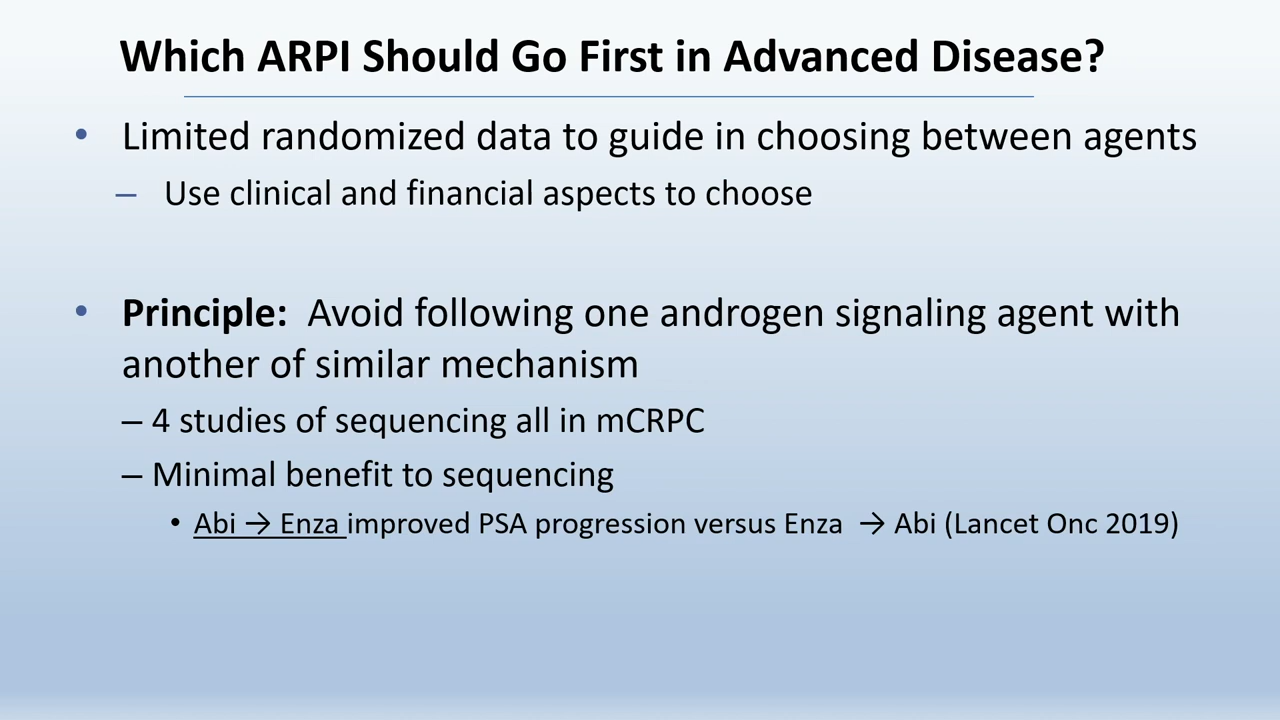 Which ARPI Should Go First in Advanced Disease?
• Limited randomized data to guide in choosing between agents
– Use clinical and financial aspects to choose
• Principle: Avoid following one androgen signaling agent with
another of similar mechanism
– 4 studies of sequencing all in mCRPC
– Minimal benefit to sequencing
• Abi → Enza improved PSA progression versus Enza → Abi (Lancet Onc 2019)